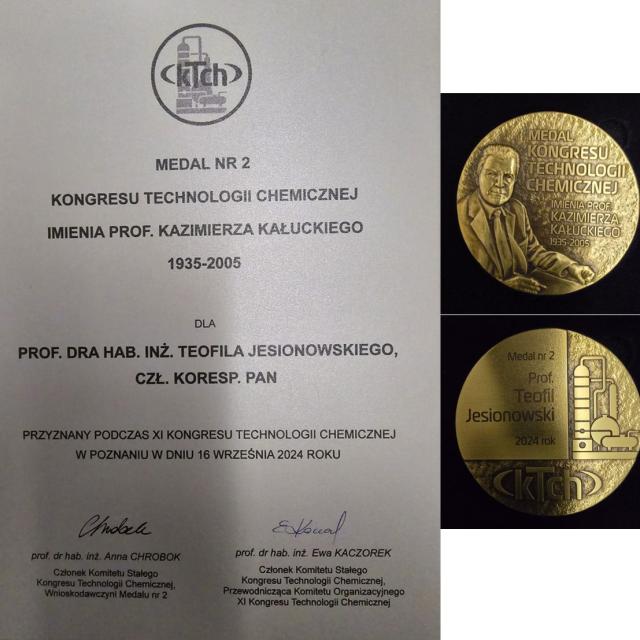 kTch
MEDAL NR 2
KONGRESU TECHNOLOGII CHEMICZNEJ
IMIENIA PROF. KAZIMIERZA KAŁUCKIEGO
1935-2005
DLA
PROF. DRA HAB. INŻ. TEOFILA JESIONOWSKIEGO,
CZŁ. KORESP. PAN
PRZYZNANY PODCZAS XI KONGRESU TECHNOLOGII CHEMICZNEJ
W POZNANIU W DNIU 16 WRZEŚNIA 2024 ROKU
prof. dr hab. inż. Anna CHROBOK
Członek Komitetu Stałego
Kongresu Technologii Chemicznej,
Wnioskodawczyni Medalu nr 2
prof. dr hab. inż. Ewa KACZOREK
Członek Komitetu Stałego
Kongresu Technologii Chemicznej,
Przewodnicząca Komitetu Organizacyjnego
XI Kongresu Technologii Chemicznej
MEDAL
KONGRESU
TECHNOLOGII
CHEMICZNEJ
IMIENIA PROF.
KAZIMIERZA
KAŁUCKIEGO
1935-2005
Medal nr 2
Prof.
Teofil
Jesionowski
2024 rok
kTch